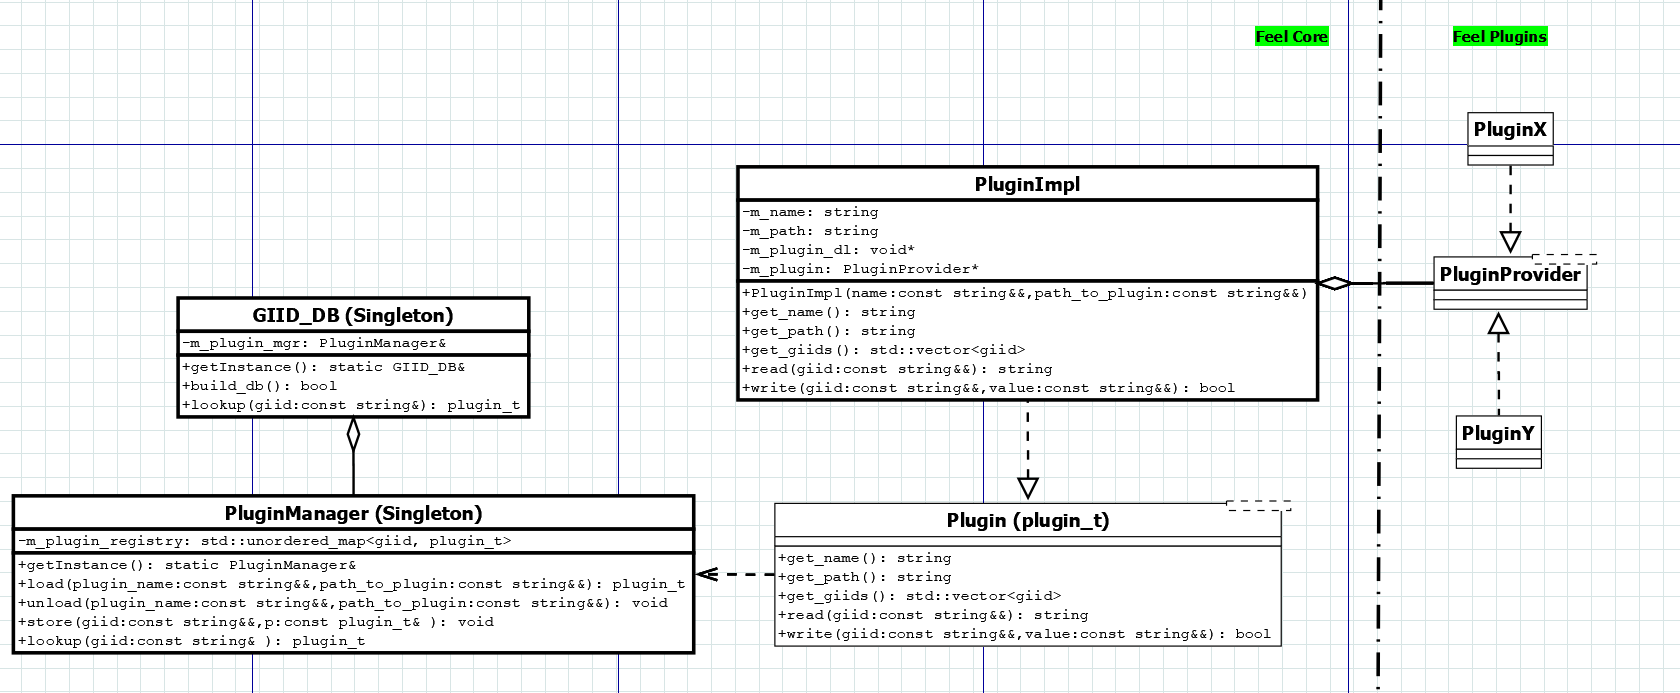 Feel Core
Feel Plugins
PluginX
PluginImpl
-m_name: string
-m_path: string
-m_plugin_dl: void*
-m_plugin: PluginProvider*
+PluginImpl(name:const string&&,path_to_plugin:const string&&)
+get_name(): string
+get_path(): string
+get_giids(): std::vector<giid>
+read(giid:const string&&): string
+write(giid:const string&&,value:const string&&): bool
PluginProvider
GIID_DB (Singleton)
-m_plugin_mgr: PluginManager&
+getInstance(): static GIID_DB&
+build_db(): bool
+lookup(giid:const string&): plugin_t
PluginY
PluginManager (Singleton)
-m_plugin_registry: std::unordered_map<giid, plugin_t>
+getInstance(): static PluginManager&
+load(plugin_name:const string&&,path_to_plugin:const string&&): plugin_t
+unload(plugin_name:const string&&,path_to_plugin:const string&&): void
+store(giid:const string&&,p:const plugin_t& ): void
+lookup(giid:const string& ): plugin_t
Plugin (plugin_t)
+get_name(): string
+get_path(): string
+get_giids(): std::vector<giid>
+read(giid:const string&&): string
+write(giid:const string&&,value:const string&&): bool